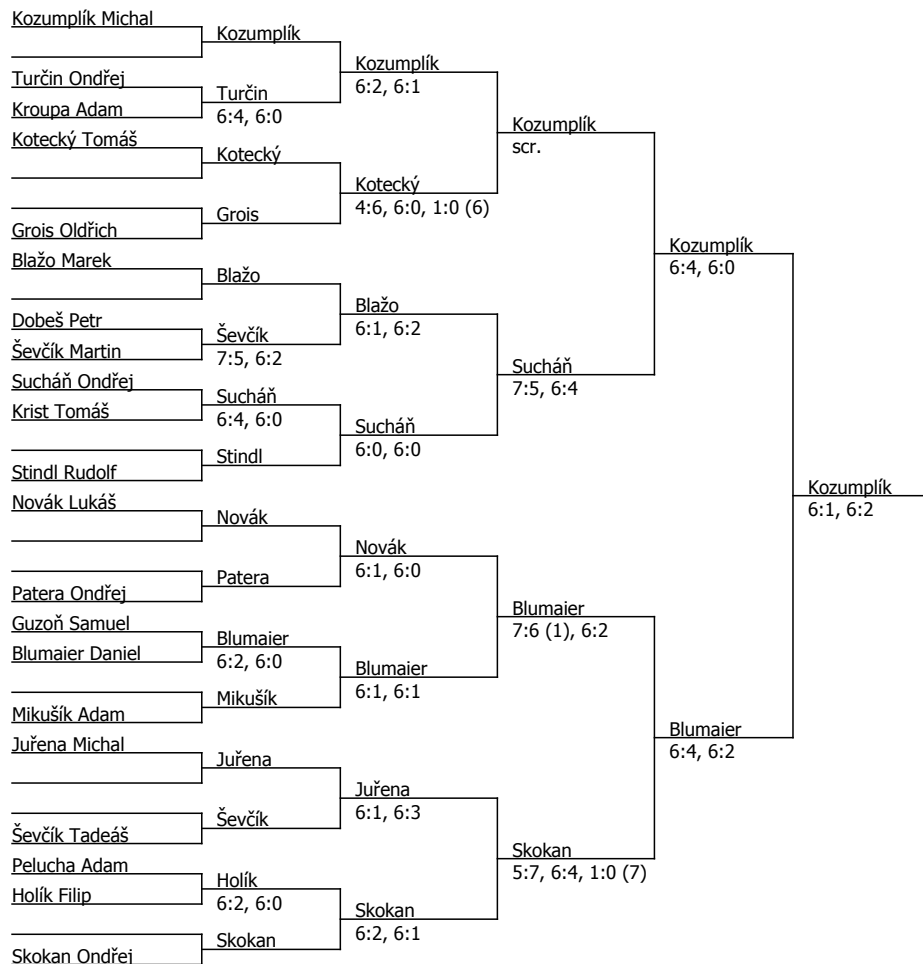 Kozumplík Michal
Kozumplík
Turčin Ondřej
Kroupa Adam
Turčin
6:4, 6:0
Kozumplík
6:2, 6:1
Kotecký Tomáš
Kotecký
Grois Oldřich
Grois
Kotecký
4:6, 6:0, 1:0 (6)
Kozumplík
scr.
Blažo Marek
Blažo
Dobeš Petr
Ševčík Martin
Ševčík
7:5, 6:2
Blažo
6:1, 6:2
Sucháň Ondřej
Krist Tomáš
Sucháň
6:4, 6:0
Stindl Rudolf
Stindl
Sucháň
6:0, 6:0
Sucháň
7:5, 6:4
Kozumplík
6:4, 6:0
Novák Lukáš
Novák
Patera Ondřej
Patera
Novák
6:1, 6:0
Guzoň Samuel
Blumaier Daniel
Blumaier
6:2, 6:0
Mikušík Adam
Mikušík
Blumaier
6:1, 6:1
Blumaier
7:6 (1), 6:2
Juřena Michal
Juřena
Ševčík Tadeáš
Ševčík
Juřena
6:1, 6:3
Pelucha Adam
Holík Filip
Holík
6:2, 6:0
Skokan Ondřej
Skokan
Skokan
6:2, 6:1
Skokan
5:7, 6:4, 1:0 (7)
Blumaier
6:4, 6:2
Kozumplík
6:1, 6:2